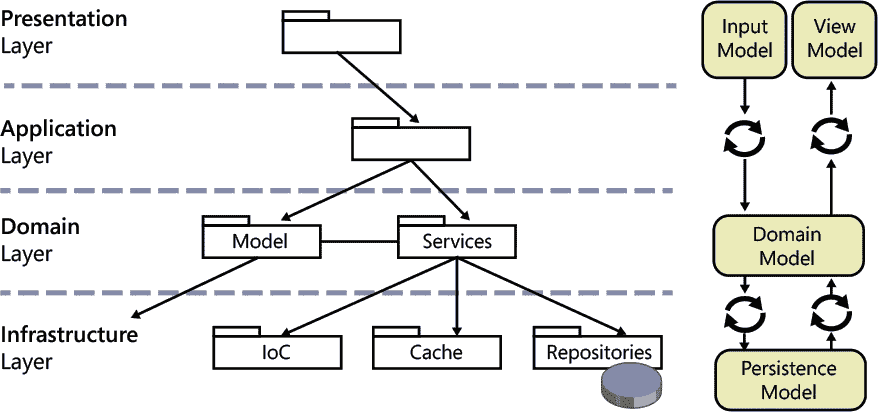 Presentation
Layer
Application
Layer
Domain
Layer
Model
Services
Infrastructure
Layer
IoC
Cache
Repositories
Input
Model
View
Model
Domain
Model
Persistence
Model